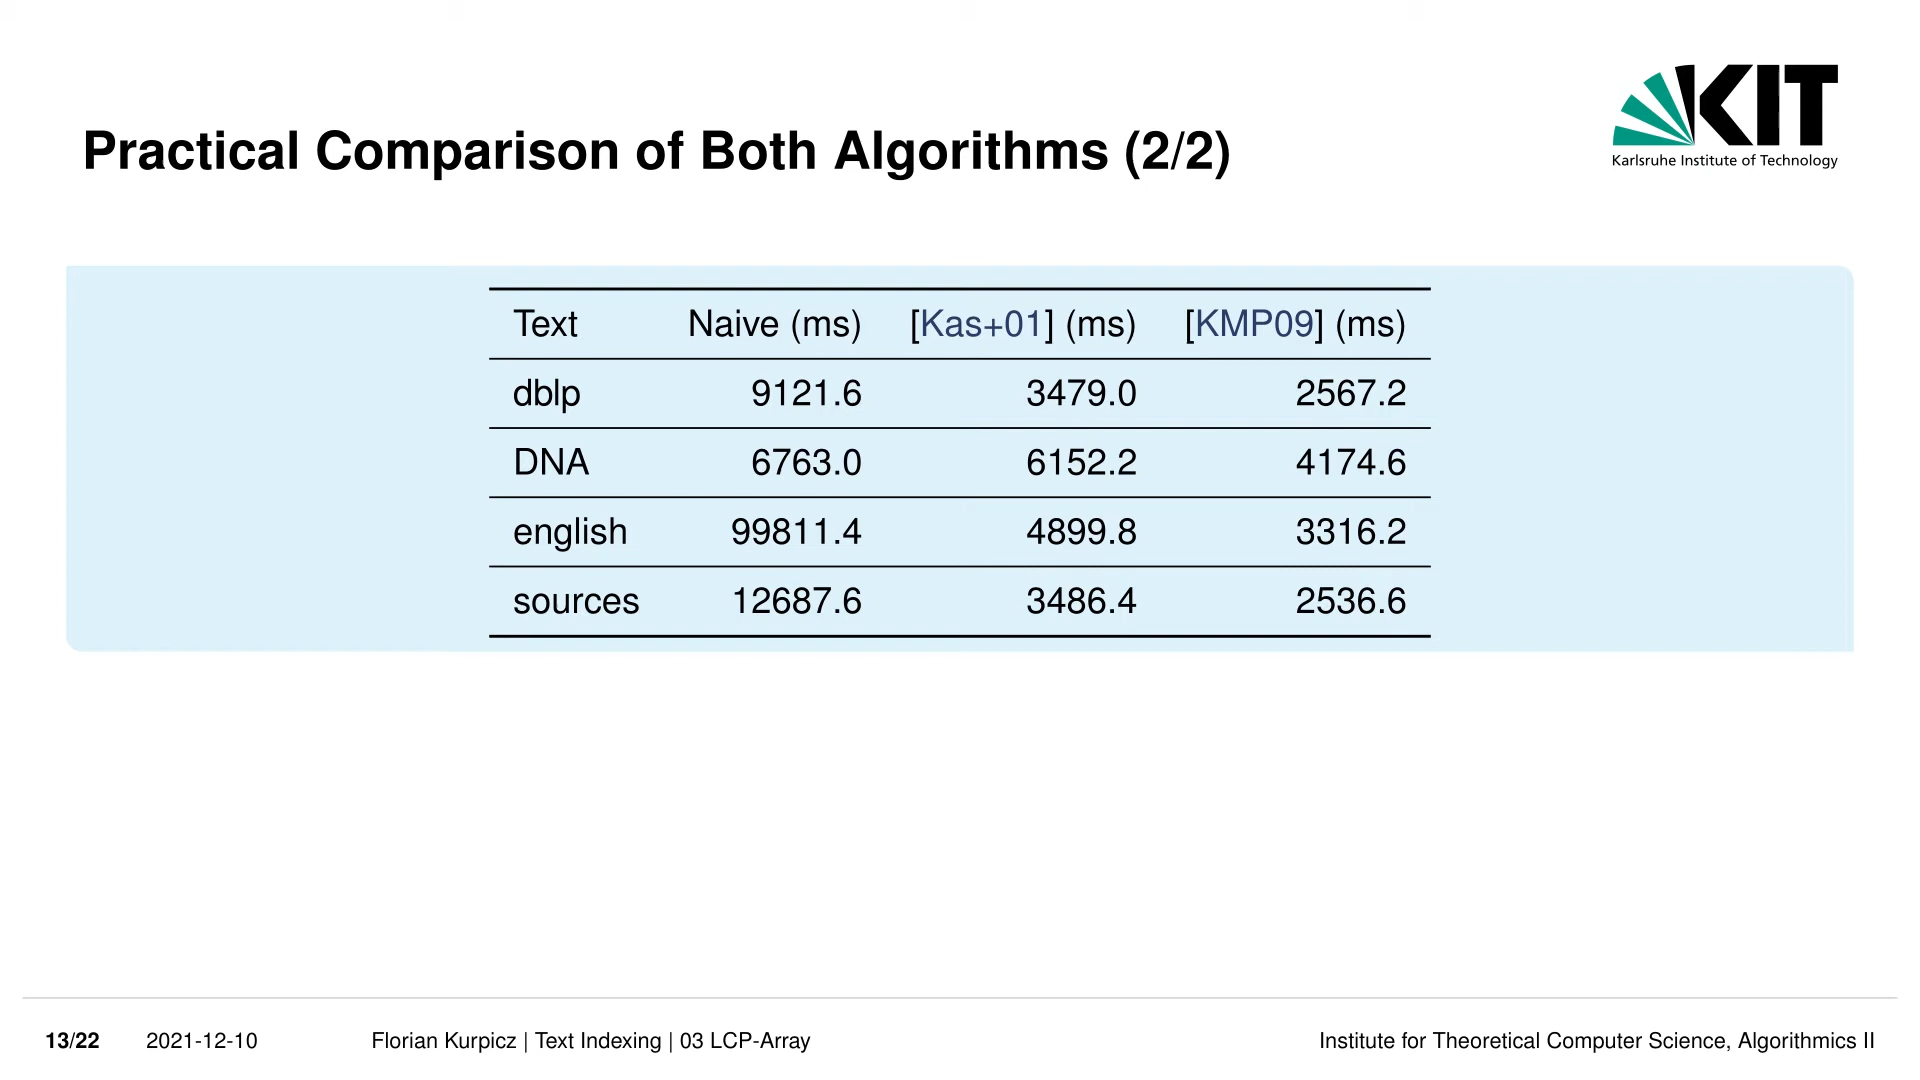 KIT
Karlsruhe Institute of Technology
Practical Comparison of Both Algorithms (2/2)
Text Naive (ms) [Kas+01] (ms) [KMP09] (ms)
dblp 9121.6 3479.0 2567.2
DNA 6763.0 6152.2 4174.6
english 99811.4 4899.8 3316.2
sources 12687.6 3486.4 2536.6
13/22 2021-12-10 Florian Kurpicz | Text Indexing | 03 LCP-Array Institute for Theoretical Computer Science, Algorithmics II